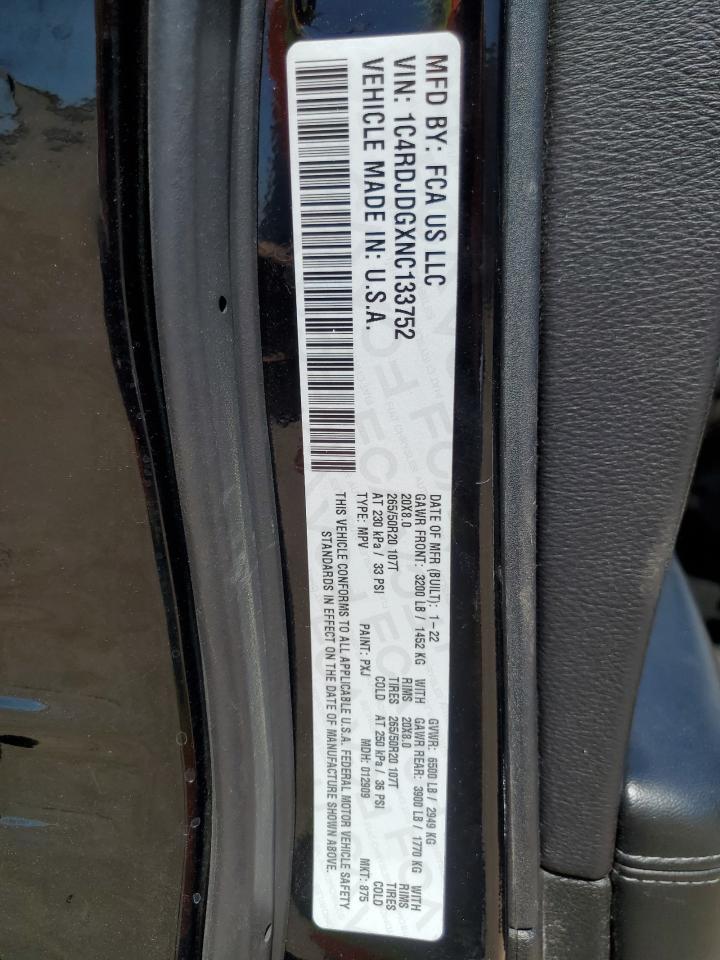 MFD BY: FCA US LLC
VIN: 1C4RDJDGXNC133752
VEHICLE MADE IN: U.S.A.
DATE OF MFR (BUILT): 1-22 GVWR: 6500 LB / 2949 KG
GAWR FRONT: 3200 LB / 1452 KG WITH GAWR REAR: 3900 LB / 1770 KG WITH
20X8.0 RIMS 20X8.0 RIMS
265/50R20 107T TIRES 265/50R20 107T TIRES
AT 230 kPa / 33 PSI COLD AT 250 kPa / 36 PSI COLD
TYPE: MPV PAINT: PXJ MDH: 012909 MKT: 875
THIS VEHICLE CONFORMS TO ALL APPLICABLE U.S.A. FEDERAL MOTOR VEHICLE SAFETY
STANDARDS IN EFFECT ON THE DATE OF MANUFACTURE SHOWN ABOVE.